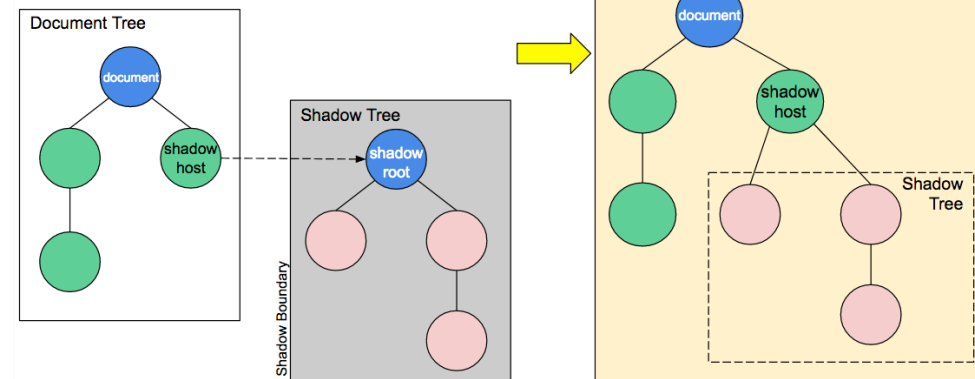 Document Tree
document
shadow
host
Shadow Tree
shadow
root
Shadow Boundary
document
shadow
host
Shadow
Tree